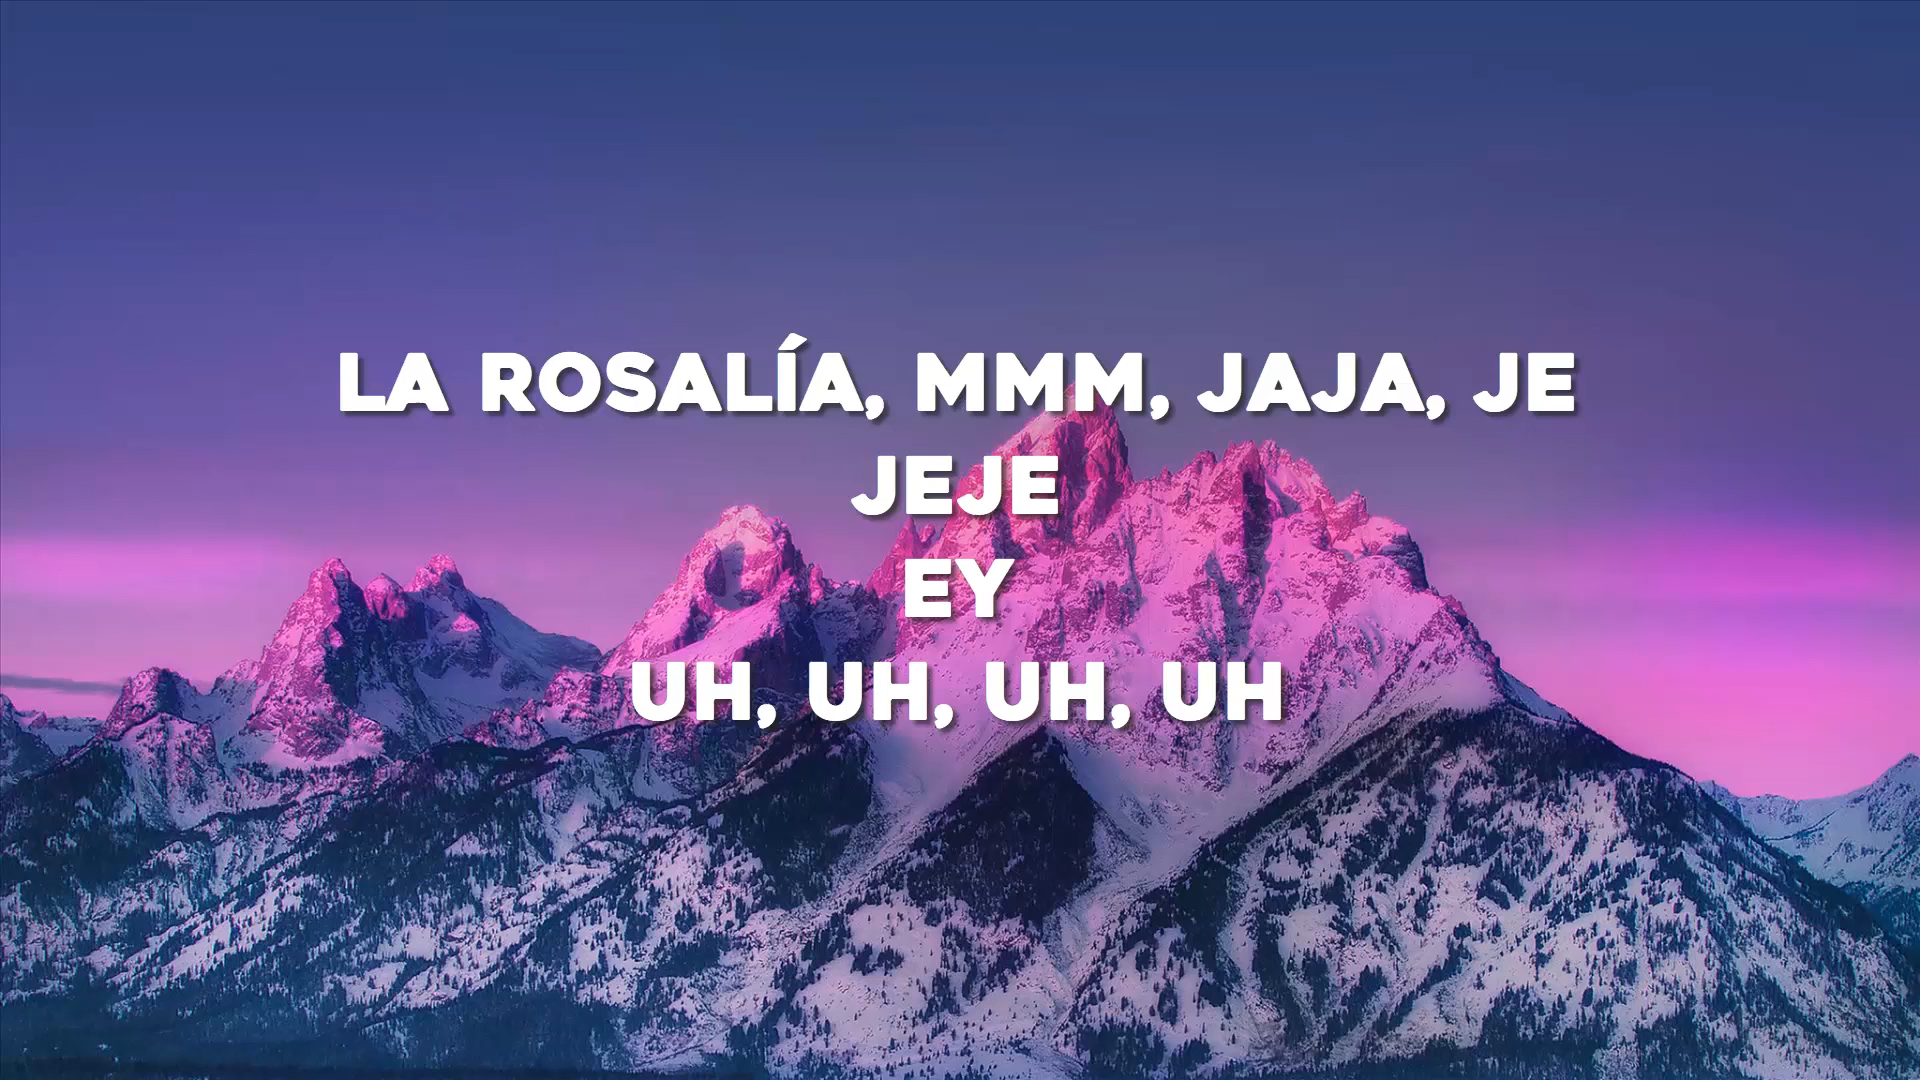 LA ROSALÍA, MMM, JAJA, JE
JEJE
EY
UH, UH, UH, UH